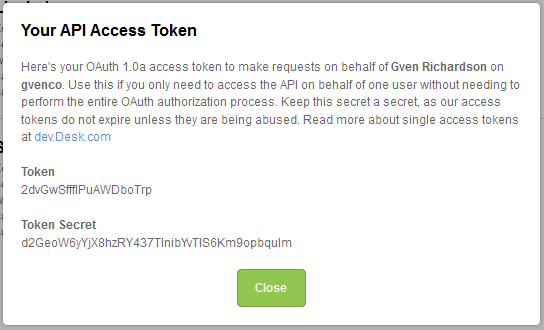 Your API Access Token
Here's your OAuth 1.0a access token to make requests on behalf of Gven Richardson on
gvenco. Use this if you only need to access the API on behalf of one user without needing to
perform the entire OAuth authorization process. Keep this secret a secret, as our access
tokens do not expire unless they are being abused. Read more about single access tokens
at dev.Desk.com
Token
2dvGwSffflPuAWDboTrp
Token Secret
d2GeoW6yYjX8hzRY437TlnibYvTlS6Km9opbqulm
Close